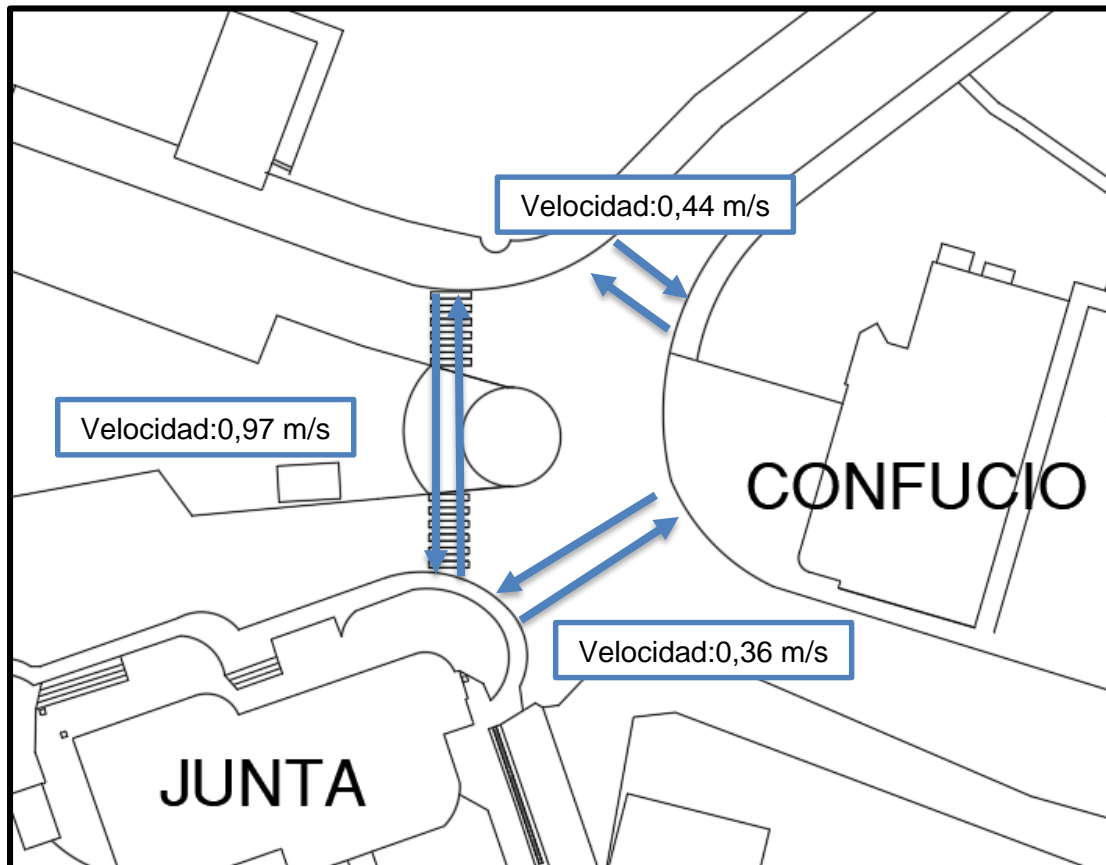 Velocidad:0,44 m/s
Velocidad:0,97 m/s
CONFUCIO
Velocidad:0,36 m/s
JUNTA